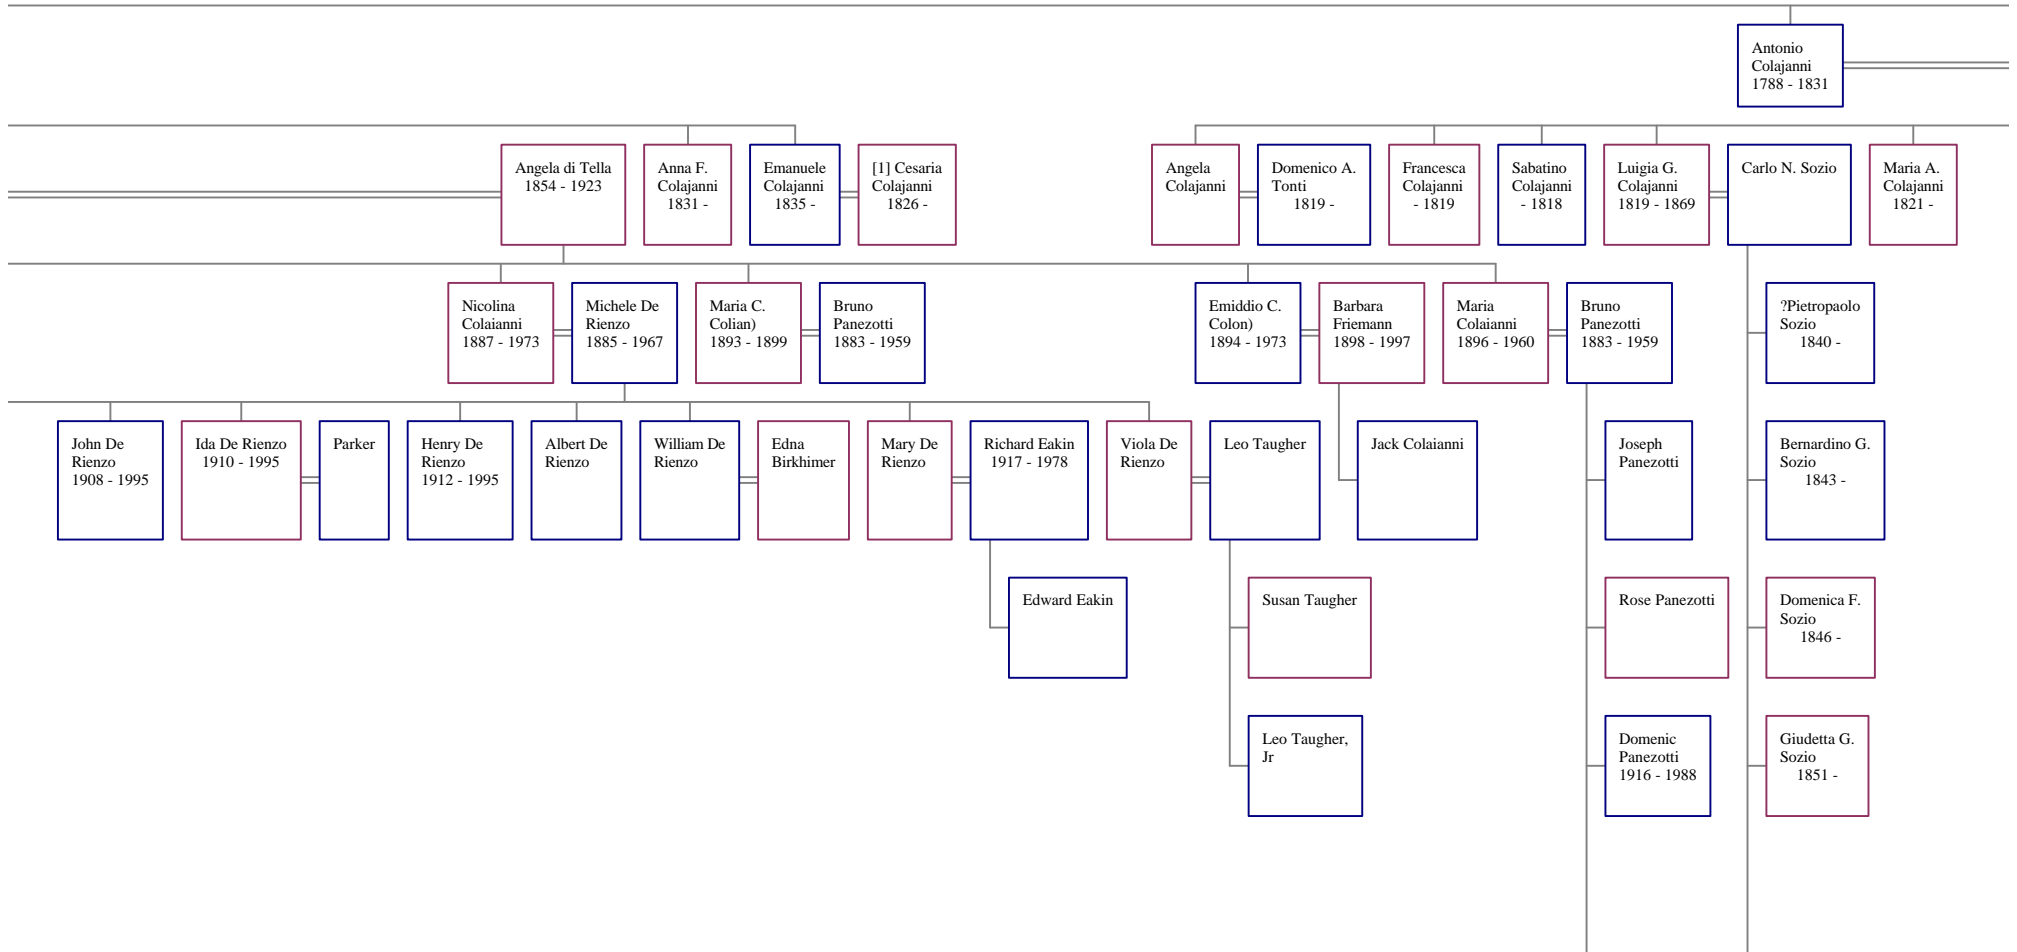 Antonio
Colajanni
1788 - 1831
Angela di Tella
1854 - 1923
Anna F.
Colajanni
1831 -
Emanuele
Colajanni
1835 -
[1] Cesaria
Colajanni
1826 -
Angela
Colajanni
Domenico A.
Tonti
1819 -
Francesca
Colajanni
- 1819
Sabatino
Colajanni
- 1818
Luigia G.
Colajanni
1819 - 1869
Carlo N. Sozio
Maria A.
Colajanni
1821 -
Nicolina
Colaianni
1887 - 1973
Michele De
Rienzo
1885 - 1967
Maria C.
Colian)
1893 - 1899
Bruno
Panezotti
1883 - 1959
Emiddio C.
Colon)
1894 - 1973
Barbara
Friemann
1898 - 1997
Maria
Colaianni
1896 - 1960
Bruno
Panezotti
1883 - 1959
?Pietropaolo
Sozio
1840 -
John De
Rienzo
1908 - 1995
Ida De Rienzo
1910 - 1995
Parker
Henry De
Rienzo
1912 - 1995
Albert De
Rienzo
William De
Rienzo
Edna
Birkhimer
Mary De
Rienzo
Richard Eakin
1917 - 1978
Viola De
Rienzo
Leo Taugher
Jack Colaianni
Joseph
Panezotti
Bernardino G.
Sozio
1843 -
Edward Eakin
Susan Taugher
Rose Panezotti
Domenica F.
Sozio
1846 -
Leo Taugher,
Jr
Domenic
Panezotti
1916 - 1988
Giudetta G.
Sozio
1851 -